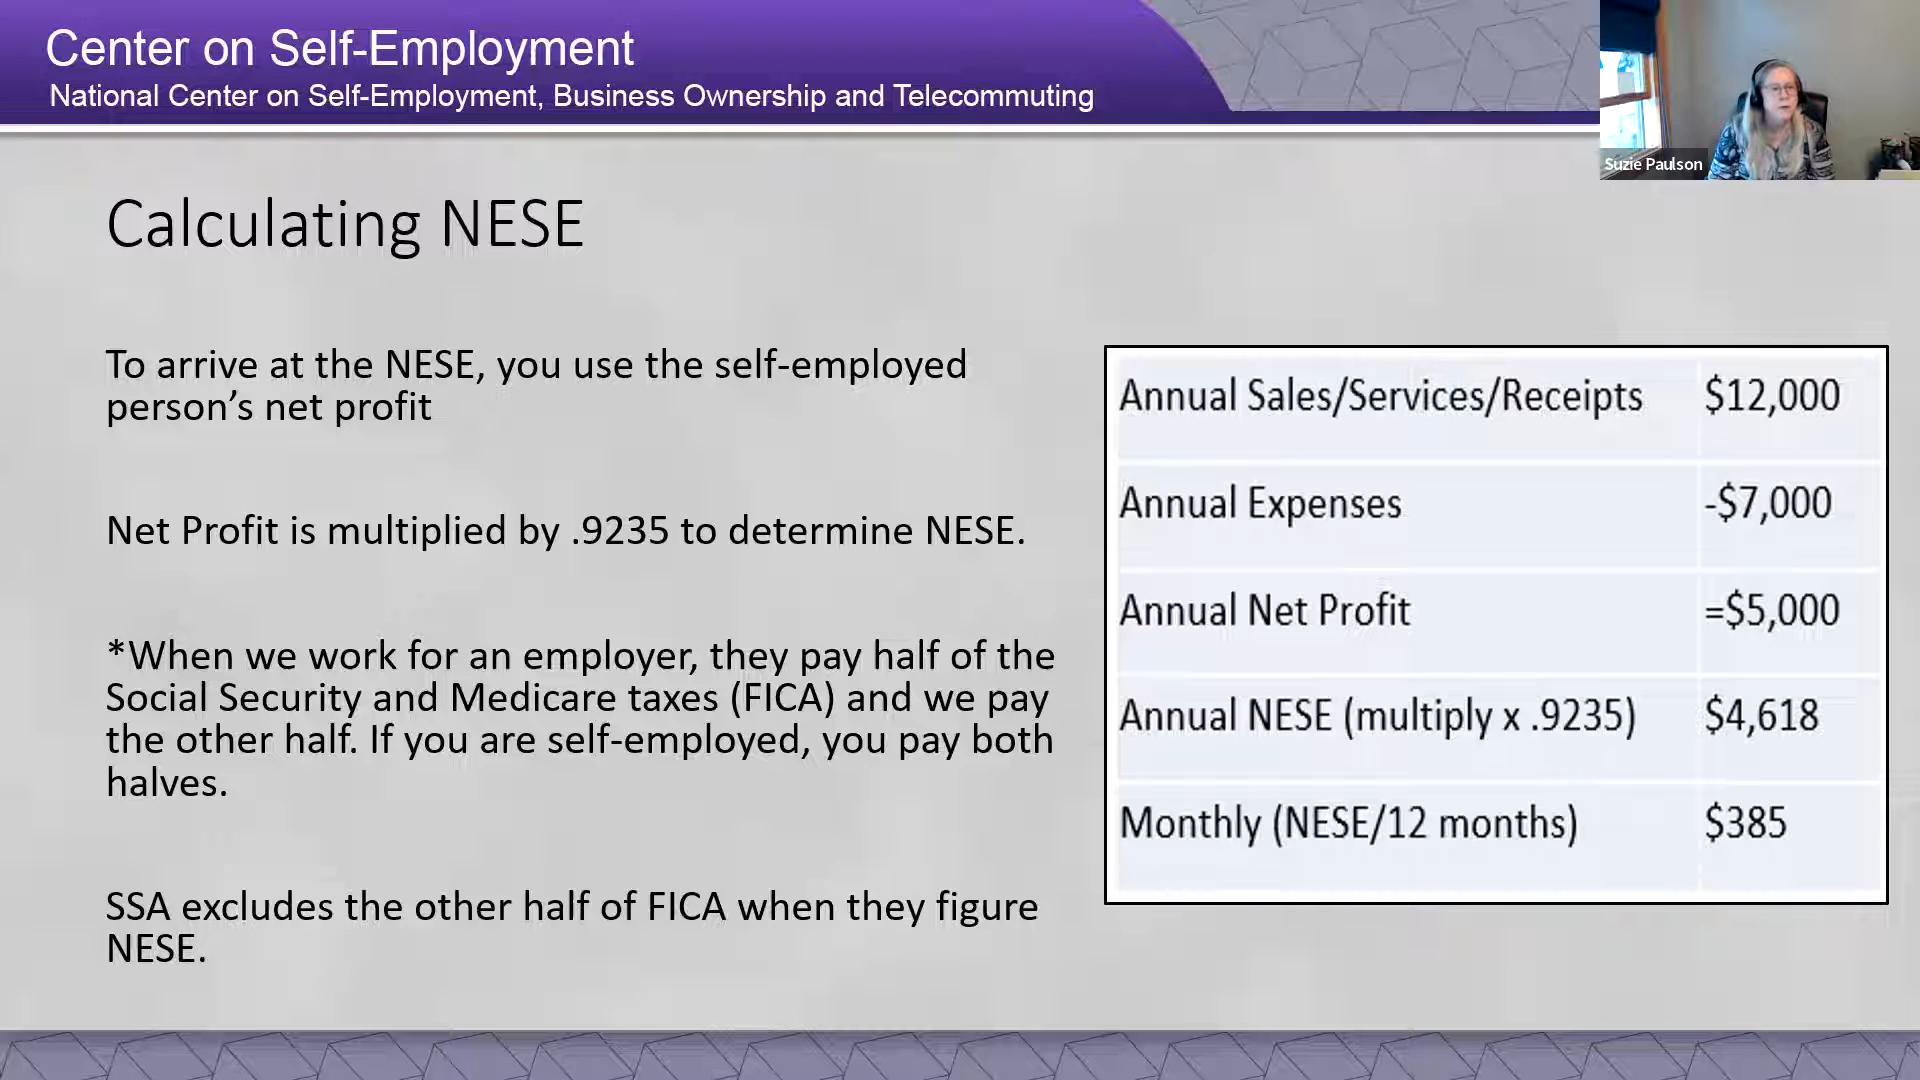 Center on Self-Employment
National Center on Self-Employment, Business Ownership and Telecommuting
Suzie Paulson
Calculating NESE
To arrive at the NESE, you use the self-employed
person’s net profit
Net Profit is multiplied by .9235 to determine NESE.
*When we work for an employer, they pay half of the
Social Security and Medicare taxes (FICA) and we pay
the other half. If you are self-employed, you pay both
halves.
SSA excludes the other half of FICA when they figure
NESE.
Annual Sales/Services/Receipts $12,000
Annual Expenses -$7,000
Annual Net Profit =$5,000
Annual NESE (multiply x .9235) $4,618
Monthly (NESE/12 months) $385